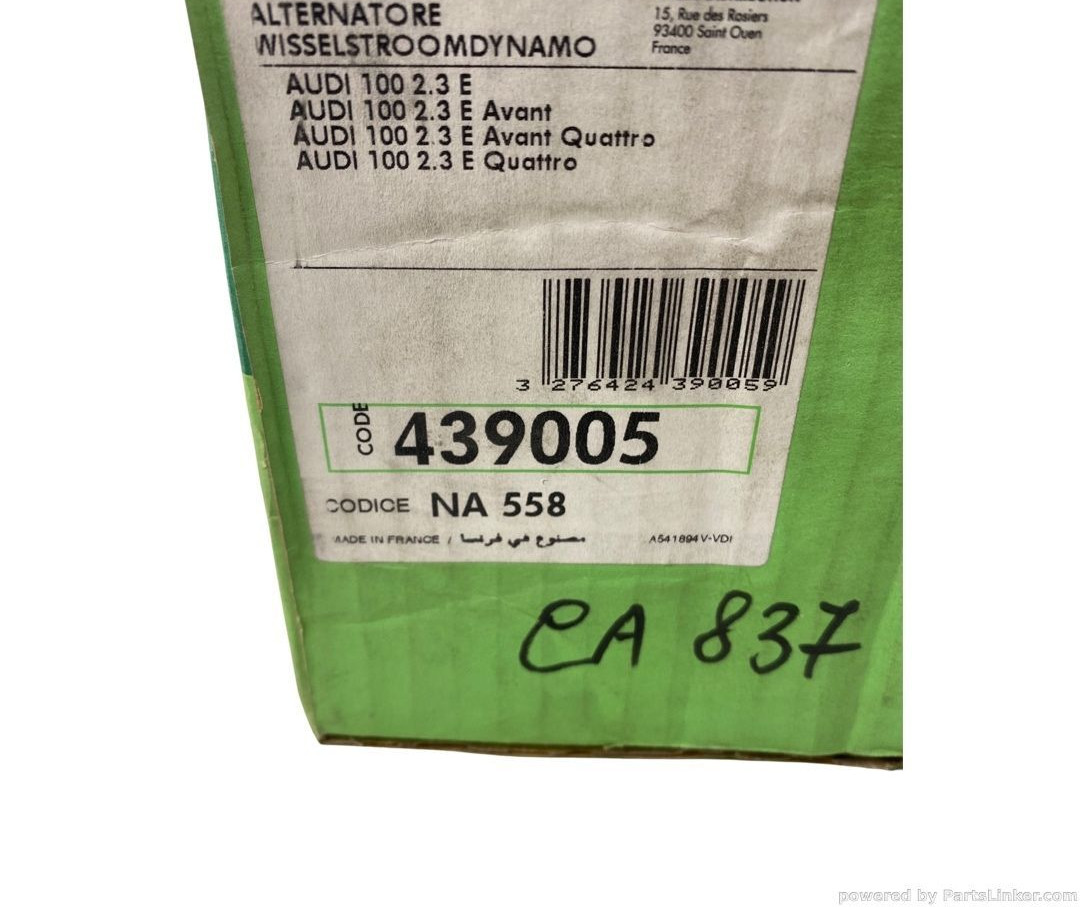 ALTERNATORE
WISSELSTROOMDYNAMO
15, Rue des Rosiers
93400 Saint Ouen
France
AUDI 100 2.3 E
AUDI 100 2.3 E Avant
AUDI 100 2.3 E Avant Quattro
AUDI 100 2.3 E Quattro
3 276424 390059
CODE 439005
CODICE NA 558
MADE IN FRANCE / مصنوع في فرنسا
A541894V-VDI
CA 837
powered by PartsLinker.com